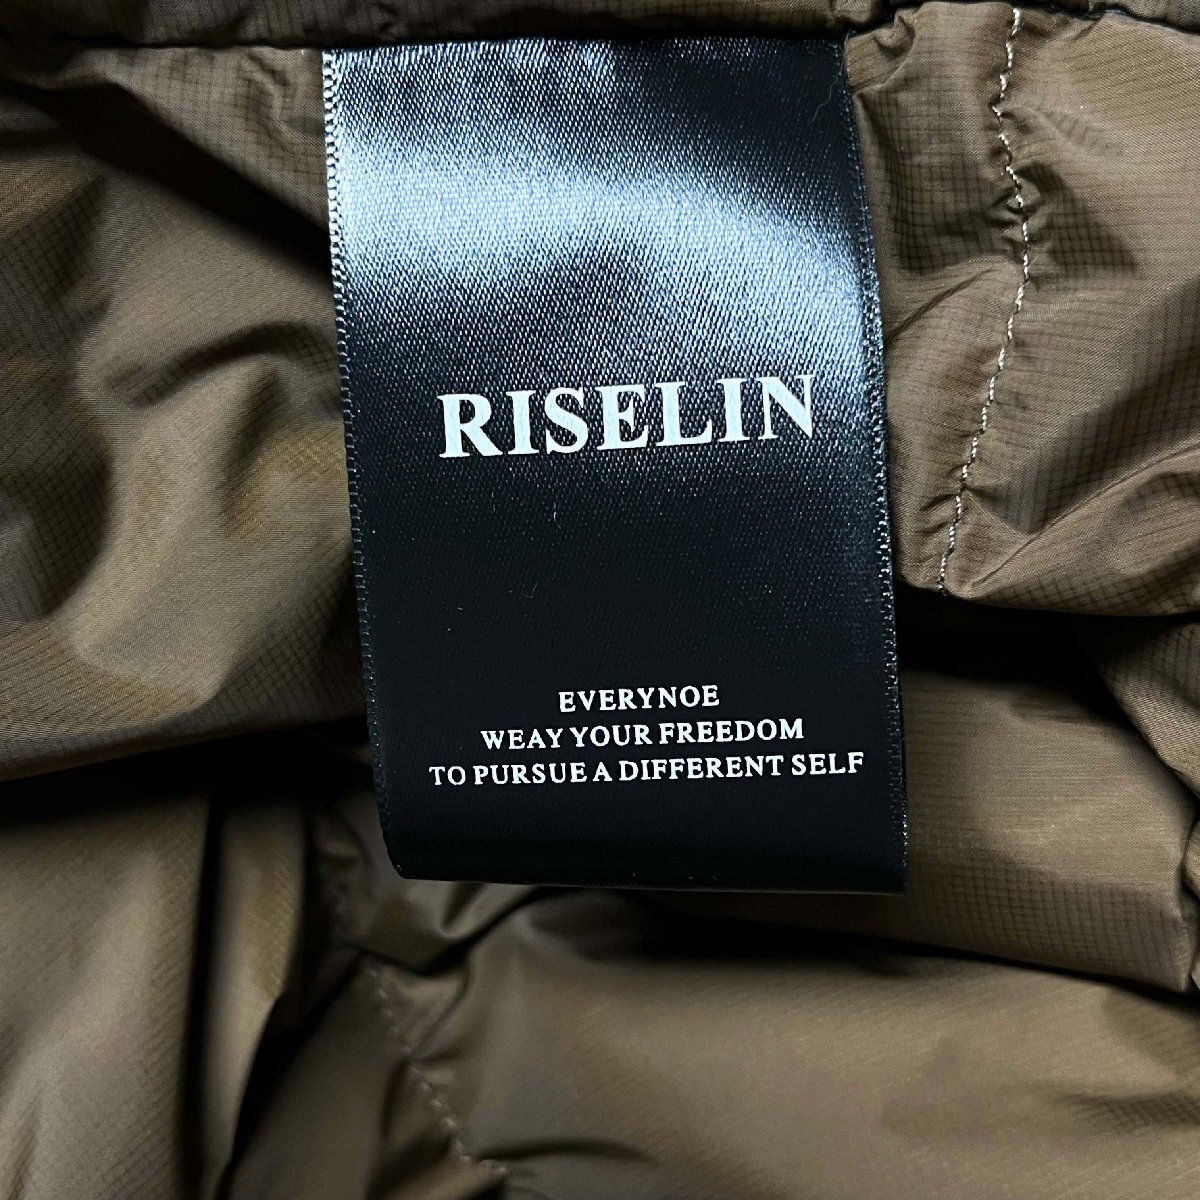 RISELIN
EVERYNOE
WEAY YOUR FREEDOM
TO PURSUE A DIFFERENT SELF